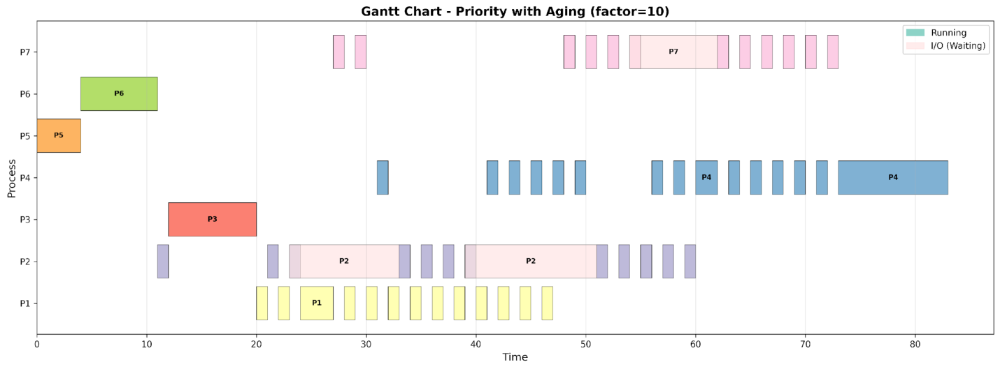 Gantt Chart - Priority with Aging (factor=10)
Running
I/O (Waiting)
P7
P7
P6
P6
P5
P5
P4
P4
P4
P3
P3
P2
P2
P2
P1
P1
Process
0 10 20 30 40 50 60 70 80
Time